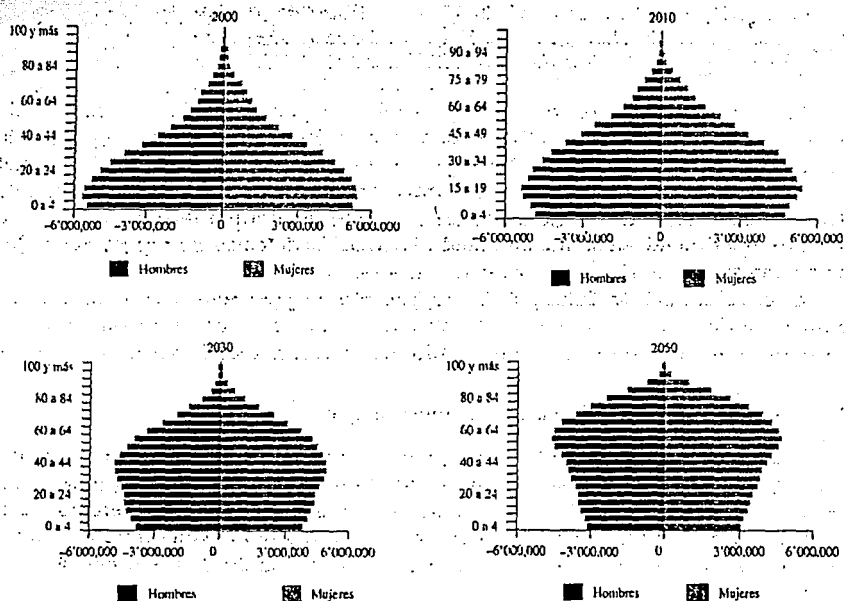 2000
100 y más
80 a 84
60 a 64
40 a 44
20 a 24
0 a 4
-6'000,000 -3'000,000 0 3'000,000 6'000,000
Hombres Mujeres
2010
90 a 94
75 a 79
60 a 64
45 a 49
30 a 34
15 a 19
0 a 4
-6'000,000 -3'000,000 0 3'000,000 6'000,000
Hombres Mujeres
2030
100 y más
80 a 84
60 a 64
40 a 44
20 a 24
0 a 4
-6'000,000 -3'000,000 0 3'000,000 6'000,000
Hombres Mujeres
2050
100 y más
80 a 84
60 a 64
40 a 44
20 a 24
0 a 4
-6'000,000 -3'000,000 0 3'000,000 6'000,000
Hombres Mujeres